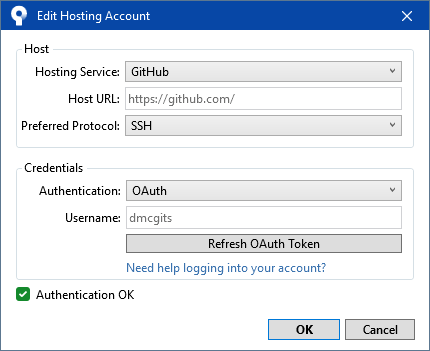 Edit Hosting Account
Host
Hosting Service: GitHub
Host URL: https://github.com/
Preferred Protocol: SSH
Credentials
Authentication: OAuth
Username: dmcgits
Refresh OAuth Token
Need help logging into your account?
Authentication OK
OK Cancel